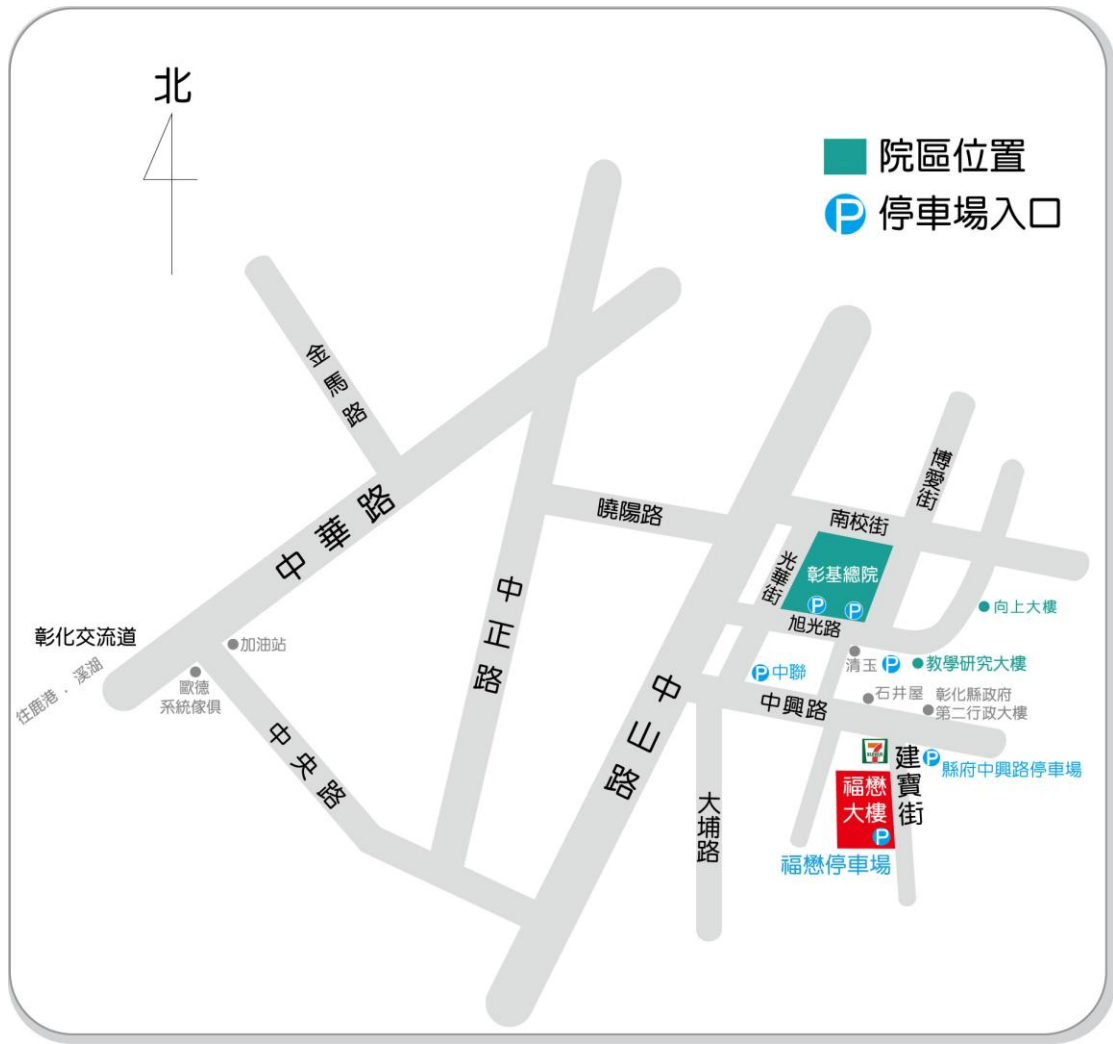 北
院區位置
P 停車場入口
金馬路
中華路
彰化交流道
往鹿港．溪湖
加油站
歐德
系統傢俱
中央路
中正路
曉陽路
中山路
博愛街
南校街
光華街
彰基總院
P P
旭光路
向上大樓
清玉 P
教學研究大樓
P 中聯
石井屋
彰化縣政府
第二行政大樓
中興路
7
ELEVEN
建寶街
P 縣府中興路停車場
福懋
大樓
P
福懋停車場
大埔路